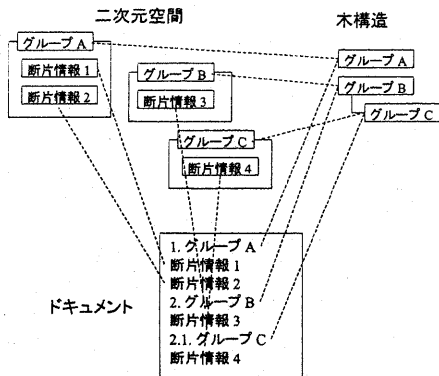 二次元空間
木構造
グループ A
断片情報 1
断片情報 2
グループ B
断片情報 3
グループ C
断片情報 4
グループ A
グループ B
グループ C
ドキュメント
1. グループ A
断片情報 1
断片情報 2
2. グループ B
断片情報 3
2.1. グループ C
断片情報 4